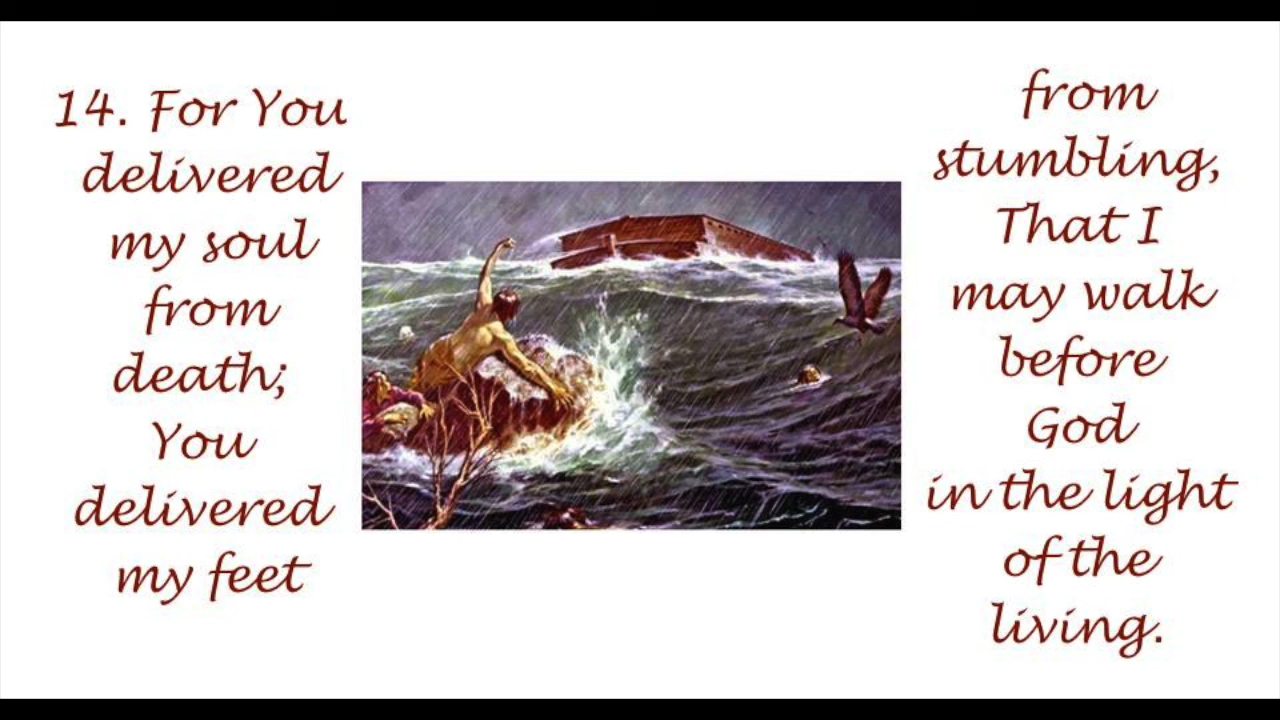 14. For You
delivered
my soul
from
death;
You
delivered
my feet
from
stumbling,
That I
may walk
before
God
in the light
of the
living.